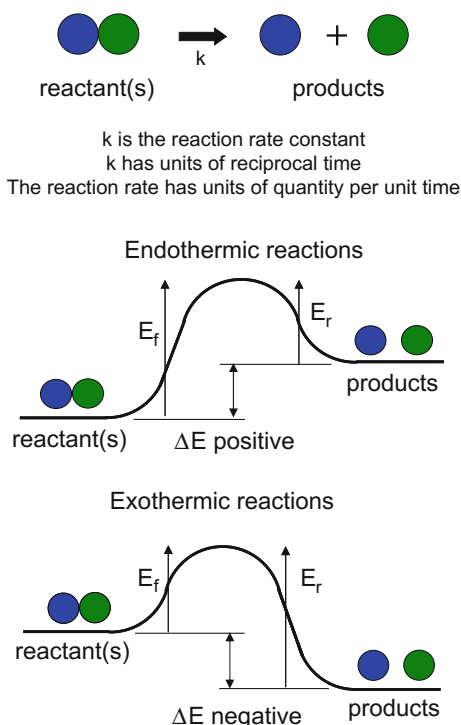 +
k
reactant(s) products
k is the reaction rate constant
k has units of reciprocal time
The reaction rate has units of quantity per unit time
Endothermic reactions
Ef Er
products
reactant(s)
ΔE positive
Exothermic reactions
Ef Er
reactant(s)
products
ΔE negative